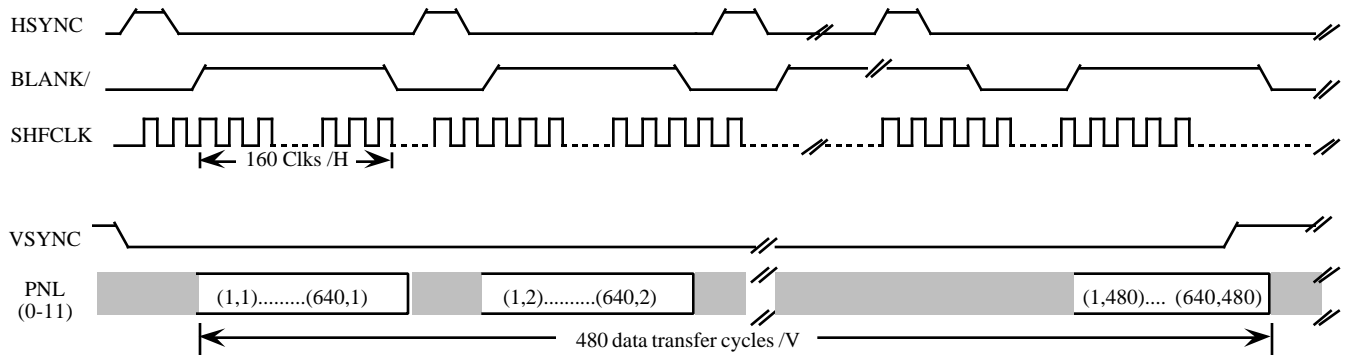 HSYNC
BLANK/
SHFCLK
160 Clks /H
VSYNC
PNL
(0-11)
(1,1).........(640,1)
(1,2).........(640,2)
(1,480).... (640,480)
480 data transfer cycles /V